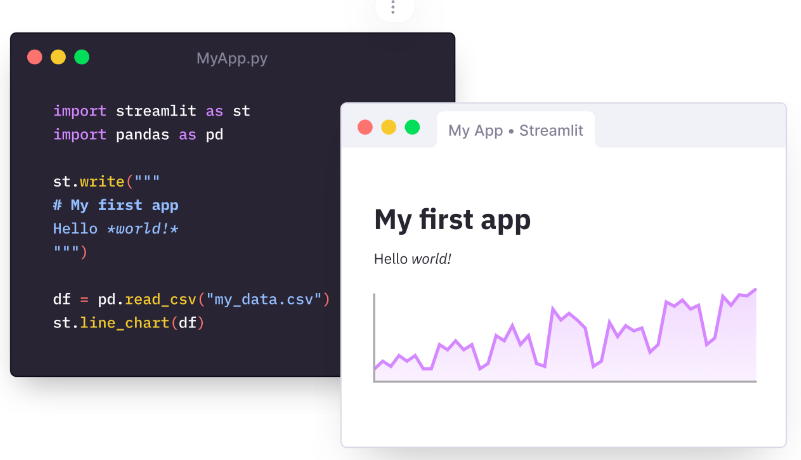 MyApp.py
import streamlit as st
import pandas as pd
st.write("""
# My first app
Hello *world!*
""")
df = pd.read_csv("my_data.csv")
st.line_chart(df)
My App • Streamlit
My first app
Hello world!